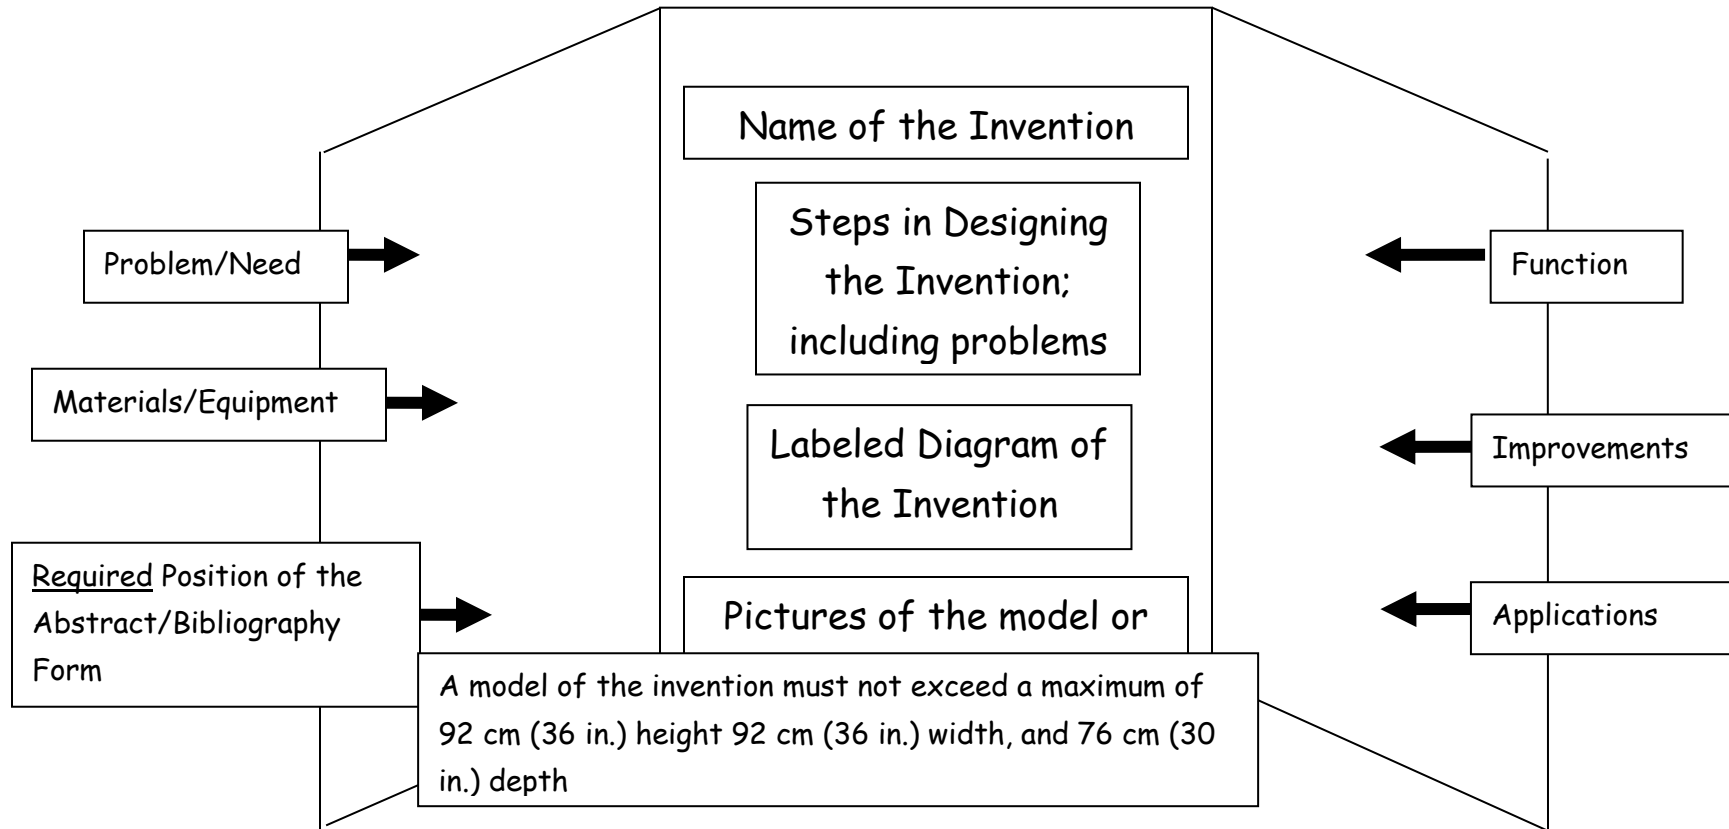 Name of the Invention
Steps in Designing
the Invention;
including problems
Labeled Diagram of
the Invention
Pictures of the model or
Problem/Need
Materials/Equipment
Required Position of the
Abstract/Bibliography
Form
Function
Improvements
Applications
A model of the invention must not exceed a maximum of
92 cm (36 in.) height 92 cm (36 in.) width, and 76 cm (30
in.) depth